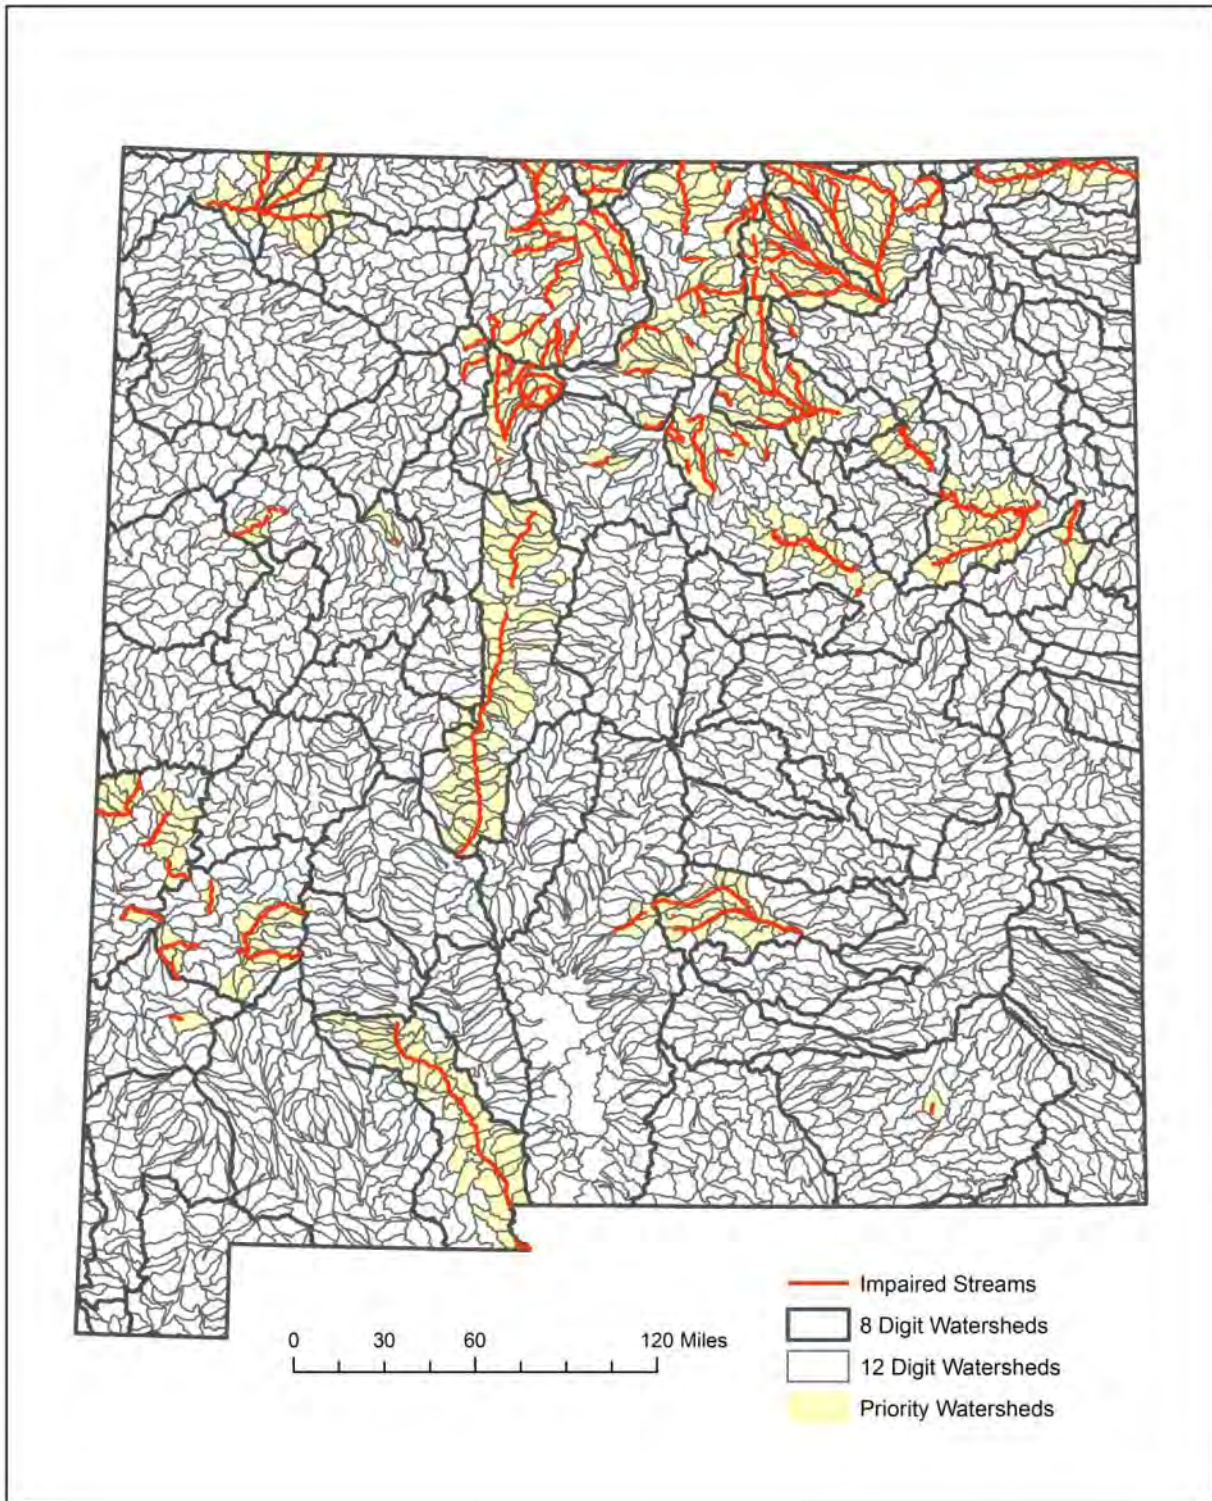 Impaired Streams
8 Digit Watersheds
0 30 60 120 Miles
12 Digit Watersheds
Priority Watersheds